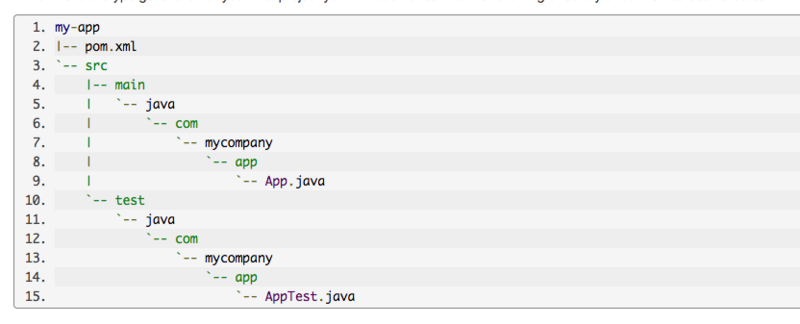 1. my-app
2. |-- pom.xml
3. `-- src
4.     |-- main
5.     |   `-- java
6.     |       `-- com
7.     |           `-- mycompany
8.     |               `-- app
9.     |                   `-- App.java
10.     `-- test
11.         `-- java
12.             `-- com
13.                 `-- mycompany
14.                     `-- app
15.                         `-- AppTest.java